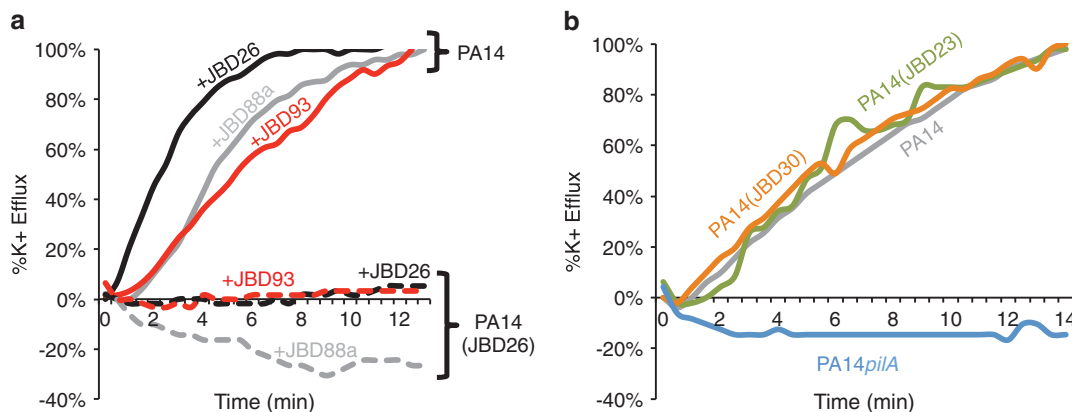 a
%K+ Efflux
100%
80%
60%
40%
20%
0%
-20%
-40%
2
4
6
8
10
12
Time (min)
+JBD26
+JBD88a
+JBD93
PA14
+JBD93
+JBD26
+JBD88a
PA14
(JBD26)
b
%K+ Efflux
100%
80%
60%
40%
20%
0%
-20%
-40%
0
2
4
6
8
10
12
14
Time (min)
PA14(JBD23)
PA14(JBD30)
PA14
PA14pilA